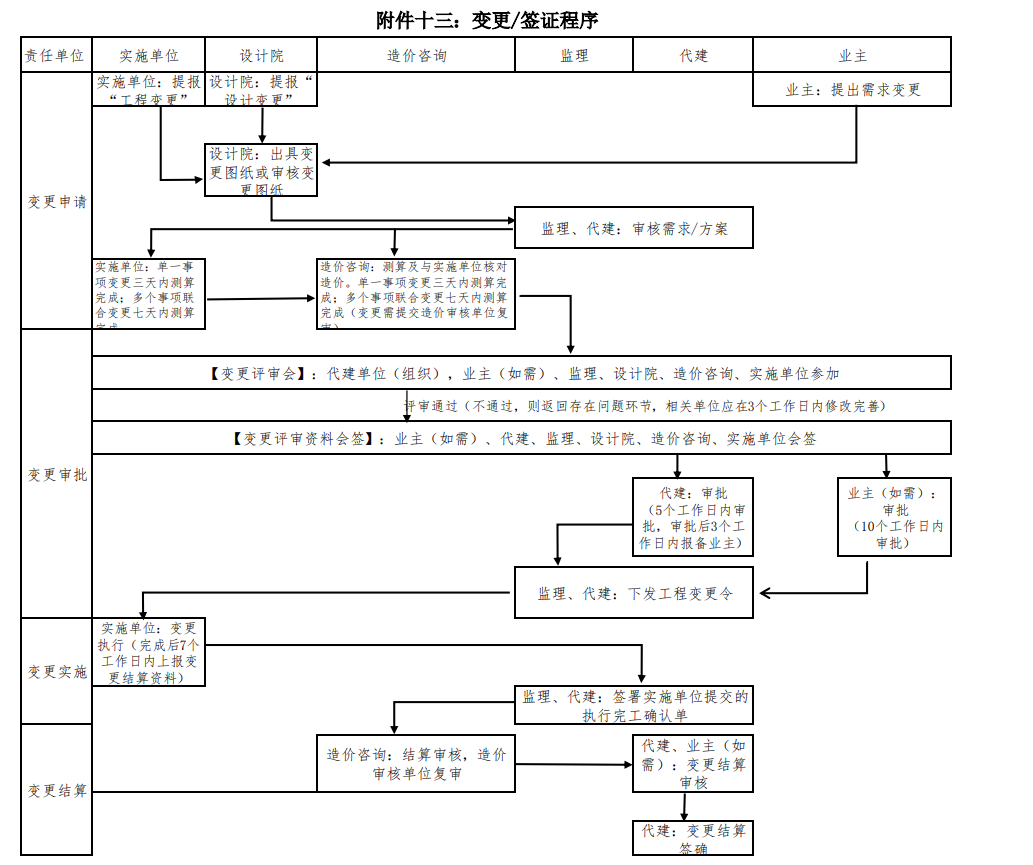 附件十三：变更/签证程序
责任单位
实施单位
设计院
造价咨询
监理
代建
业主
实施单位：提报
“工程变更”
设计院：提报“
设计变更”
业主：提出需求变更
变更申请
设计院：出具变
更图纸或审核变
更图纸
监理、代建：审核需求/方案
实施单位：单一事
项变更三天内测算
完成；多个事项联
合变更七天内测算
完成
造价咨询：测算及与实施单位核对
造价。单一事项变更三天内测算
完成；多个事项联合变更七天内测算
完成（变更需提交造价审核单位复
审）
变更审批
【变更评审会】：代建单位（组织），业主（如需）、监理、设计院、造价咨询、实施单位参加
评审通过（不通过，则返回存在问题环节，相关单位应在3个工作日内修改完善）
【变更评审资料会签】：业主（如需）、代建、监理、设计院、造价咨询、实施单位会签
代建：审批
（5个工作日内审
批，审批后3个工
作日内报备业主）
业主（如需）：
审批
（10个工作日内
审批）
监理、代建：下发工程变更令
变更实施
实施单位：变更
执行（完成后7个
工作日内上报变
更结算资料）
监理、代建：签署实施单位提交的
执行完工确认单
变更结算
造价咨询：结算审核，造价
审核单位复审
代建、业主（如
需）：变更结算
审核
代建：变更结算
签确